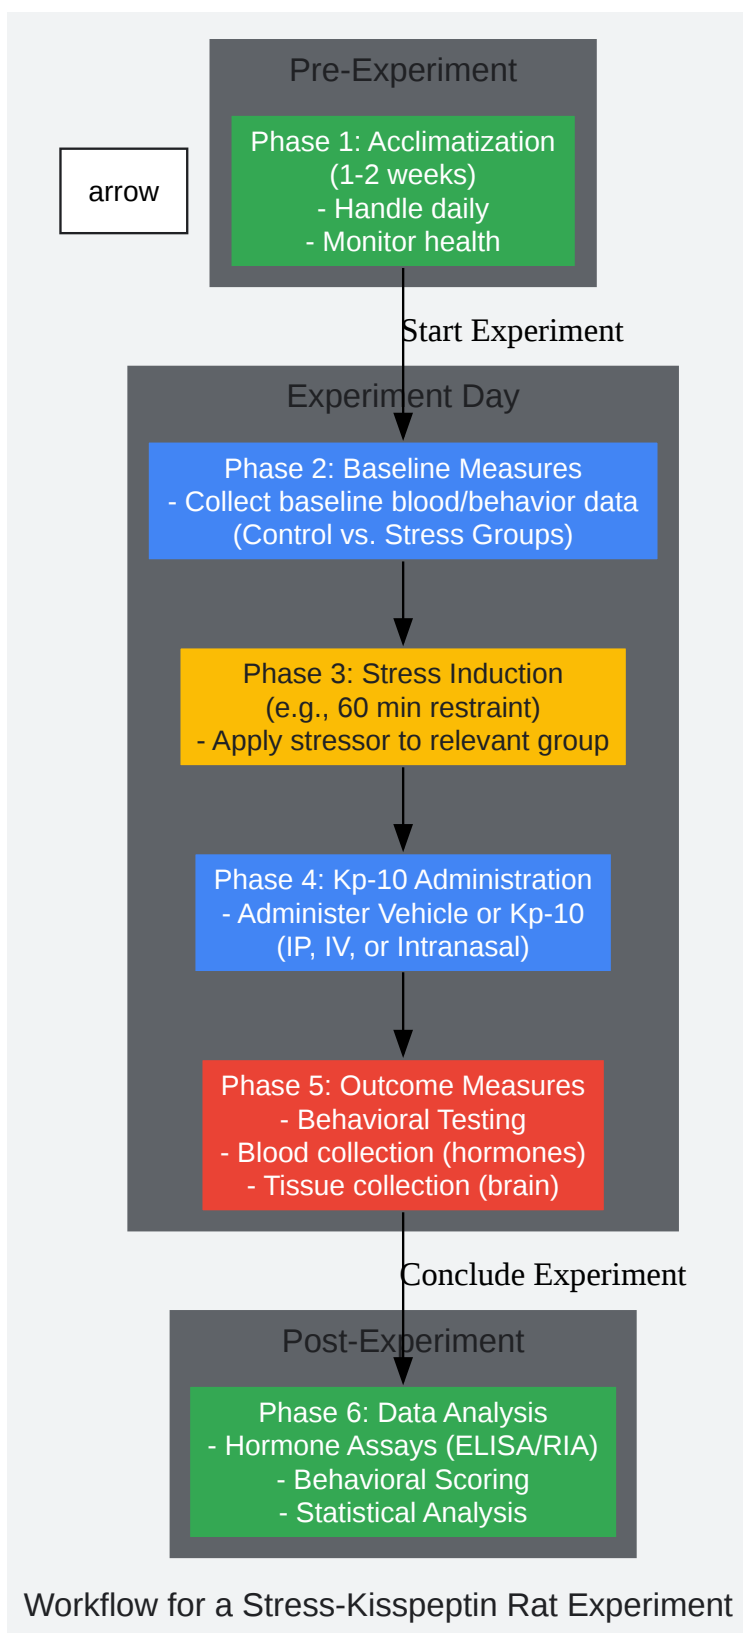 Pre-Experiment
Phase 1: Acclimatization
(1-2 weeks)
- Handle daily
- Monitor health
arrow
Start Experiment
Experiment Day
Phase 2: Baseline Measures
- Collect baseline blood/behavior data
(Control vs. Stress Groups)
Phase 3: Stress Induction
(e.g., 60 min restraint)
- Apply stressor to relevant group
Phase 4: Kp-10 Administration
- Administer Vehicle or Kp-10
(IP, IV, or Intranasal)
Phase 5: Outcome Measures
- Behavioral Testing
- Blood collection (hormones)
- Tissue collection (brain)
Conclude Experiment
Post-Experiment
Phase 6: Data Analysis
- Hormone Assays (ELISA/RIA)
- Behavioral Scoring
- Statistical Analysis
Workflow for a Stress-Kisspeptin Rat Experiment